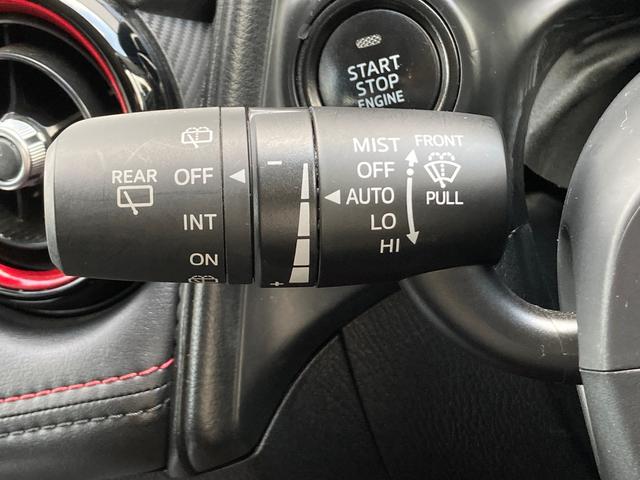 START
STOP
ENGINE
REAR
OFF
INT
ON
-
+
MIST
OFF
AUTO
LO
HI
FRONT
PULL